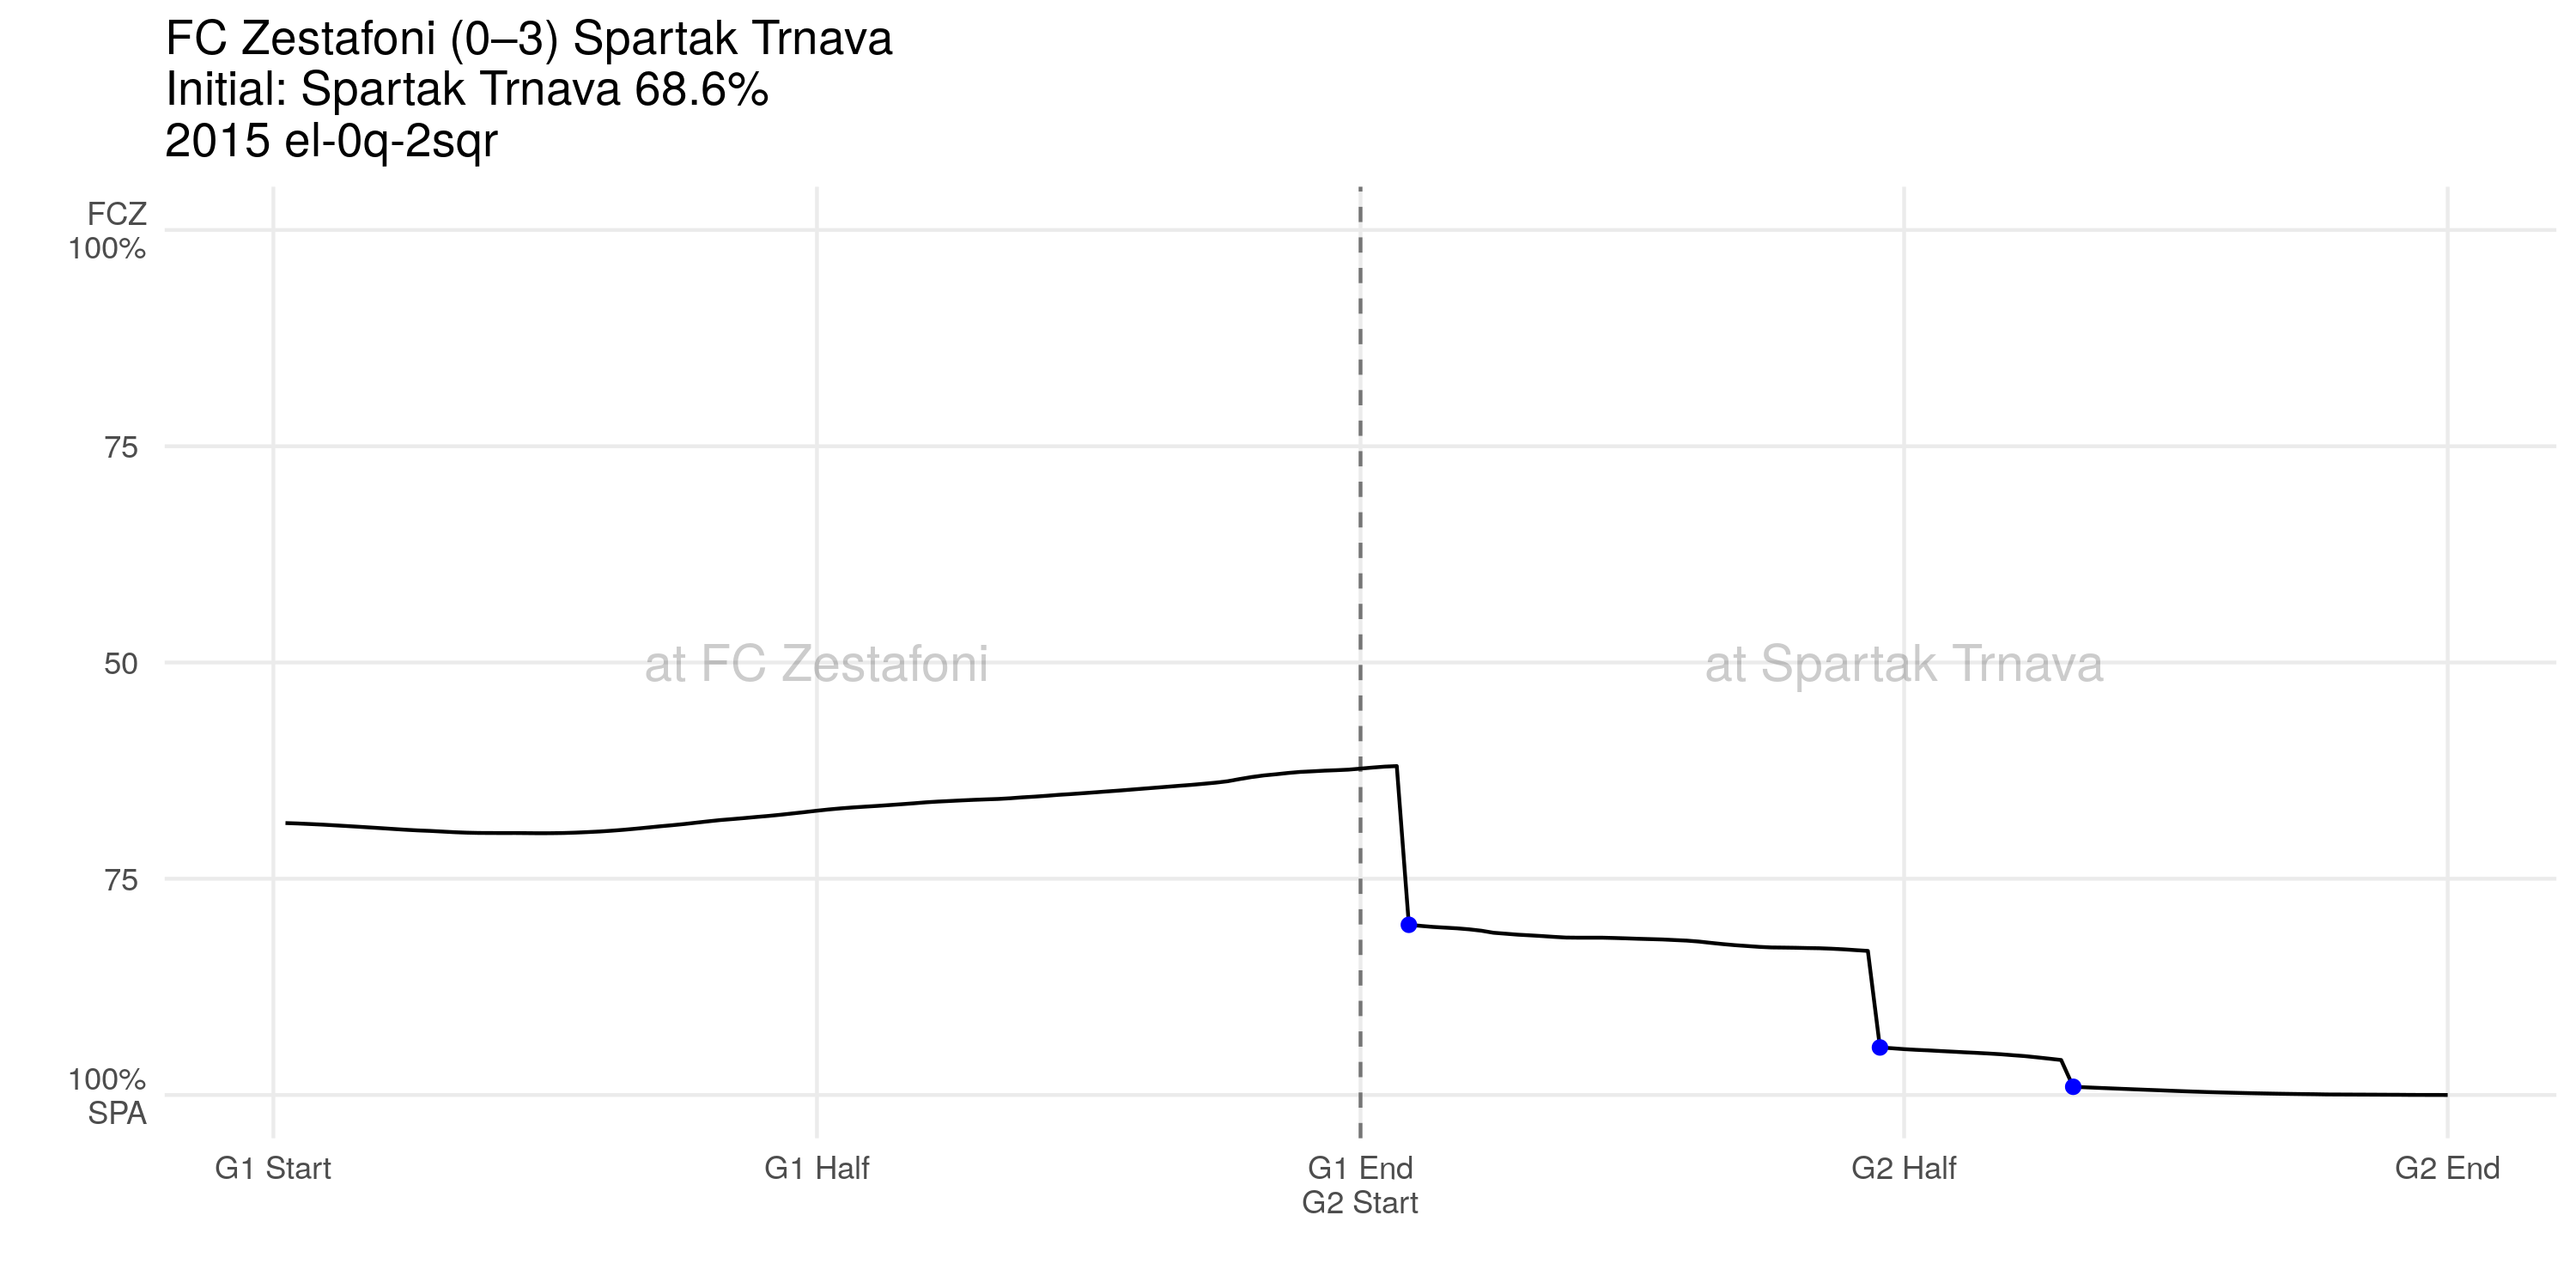 FC Zestafoni (0–3) Spartak Trnava
Initial: Spartak Trnava 68.6%
2015 el-0q-2sqr
FCZ
100%
75
50
75
100%
SPA
at FC Zestafoni
at Spartak Trnava
G1 Start
G1 Half
G1 End
G2 Start
G2 Half
G2 End